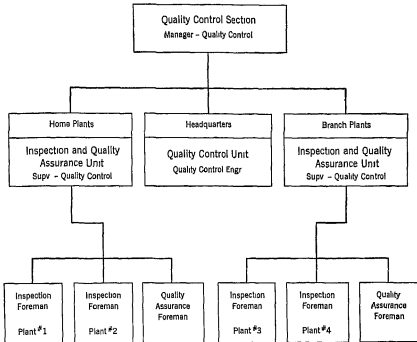 Quality Control Section
Manager – Quality Control
Home Plants
Inspection and Quality
Assurance Unit
Supv – Quality Control
Headquarters
Quality Control Unit
Quality Control Engr
Branch Plants
Inspection and Quality
Assurance Unit
Supv – Quality Control
Inspection
Foreman
Plant #1
Inspection
Foreman
Plant #2
Quality
Assurance
Foreman
Inspection
Foreman
Plant #3
Inspection
Foreman
Plant #4
Quality
Assurance
Foreman